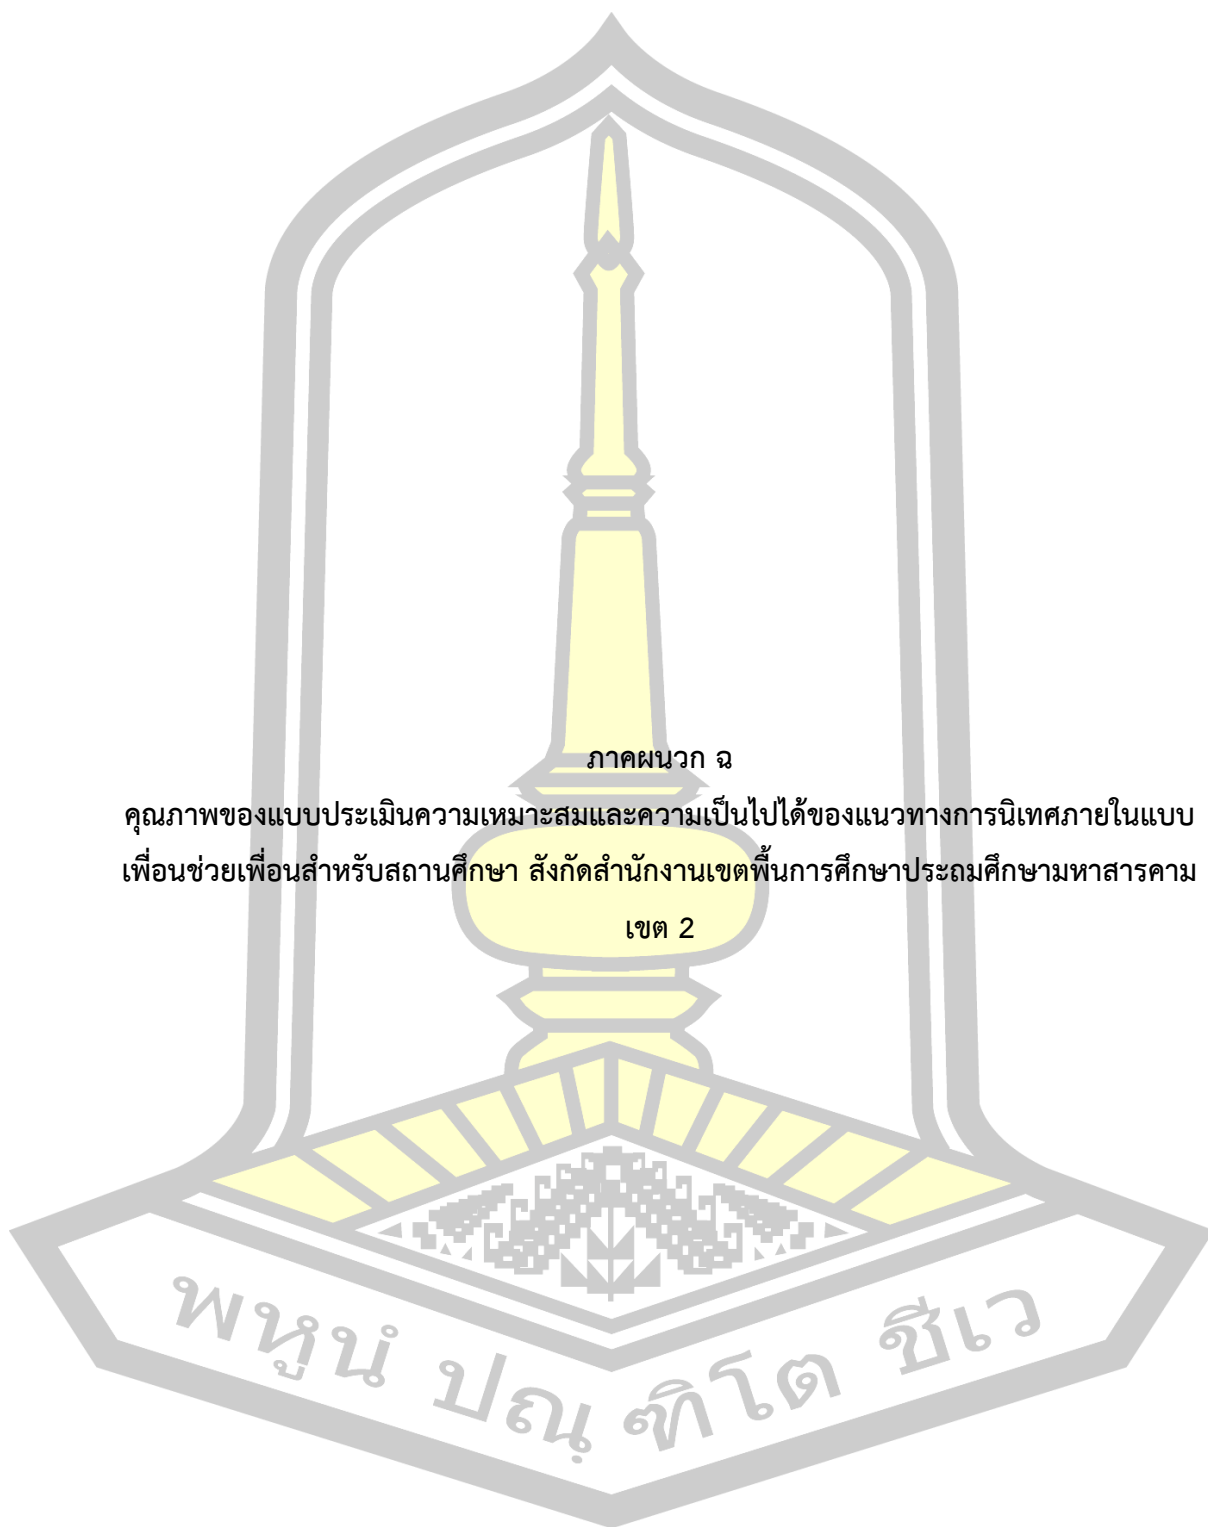 ภาคผนวก ฉ
คุณภาพของแบบประเมินความเหมาะสมและความเป็นไปได้ของแนวทางการนิเทศภายในแบบ
เพื่อนช่วยเพื่อนสำหรับสถานศึกษา สังกัดสำนักงานเขตพื้นการศึกษาประถมศึกษามหาสารคาม
เขต 2
พหูนํ ปณฺฑิโต ชีเว